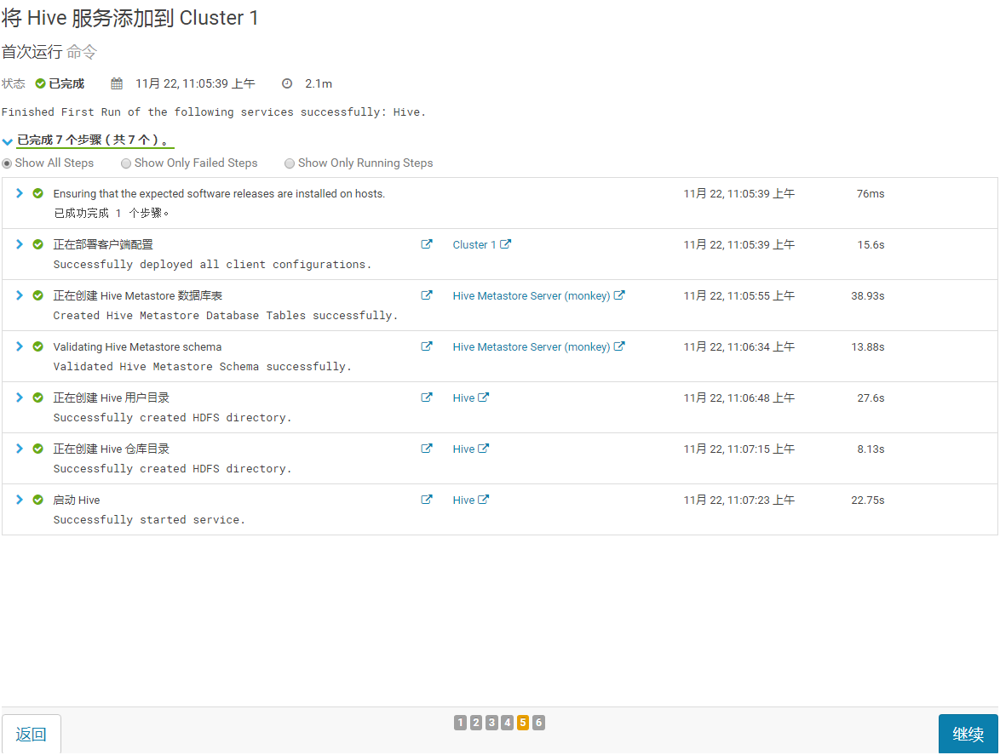 将 Hive 服务添加到 Cluster 1
首次运行 命令
状态 已完成 11月 22, 11:05:39 上午 2.1m
Finished First Run of the following services successfully: Hive.
已完成 7 个步骤（共 7 个）。
Show All Steps Show Only Failed Steps Show Only Running Steps
Ensuring that the expected software releases are installed on hosts. 11月 22, 11:05:39 上午 76ms
已成功完成 1 个步骤。
正在部署客户端配置 Cluster 1 11月 22, 11:05:39 上午 15.6s
Successfully deployed all client configurations.
正在创建 Hive Metastore 数据库表 Hive Metastore Server (monkey) 11月 22, 11:05:55 上午 38.93s
Created Hive Metastore Database Tables successfully.
Validating Hive Metastore schema Hive Metastore Server (monkey) 11月 22, 11:06:34 上午 13.88s
Validated Hive Metastore Schema successfully.
正在创建 Hive 用户目录 Hive 11月 22, 11:06:48 上午 27.6s
Successfully created HDFS directory.
正在创建 Hive 仓库目录 Hive 11月 22, 11:07:15 上午 8.13s
Successfully created HDFS directory.
启动 Hive Hive 11月 22, 11:07:23 上午 22.75s
Successfully started service.
返回 1 2 3 4 5 6 继续